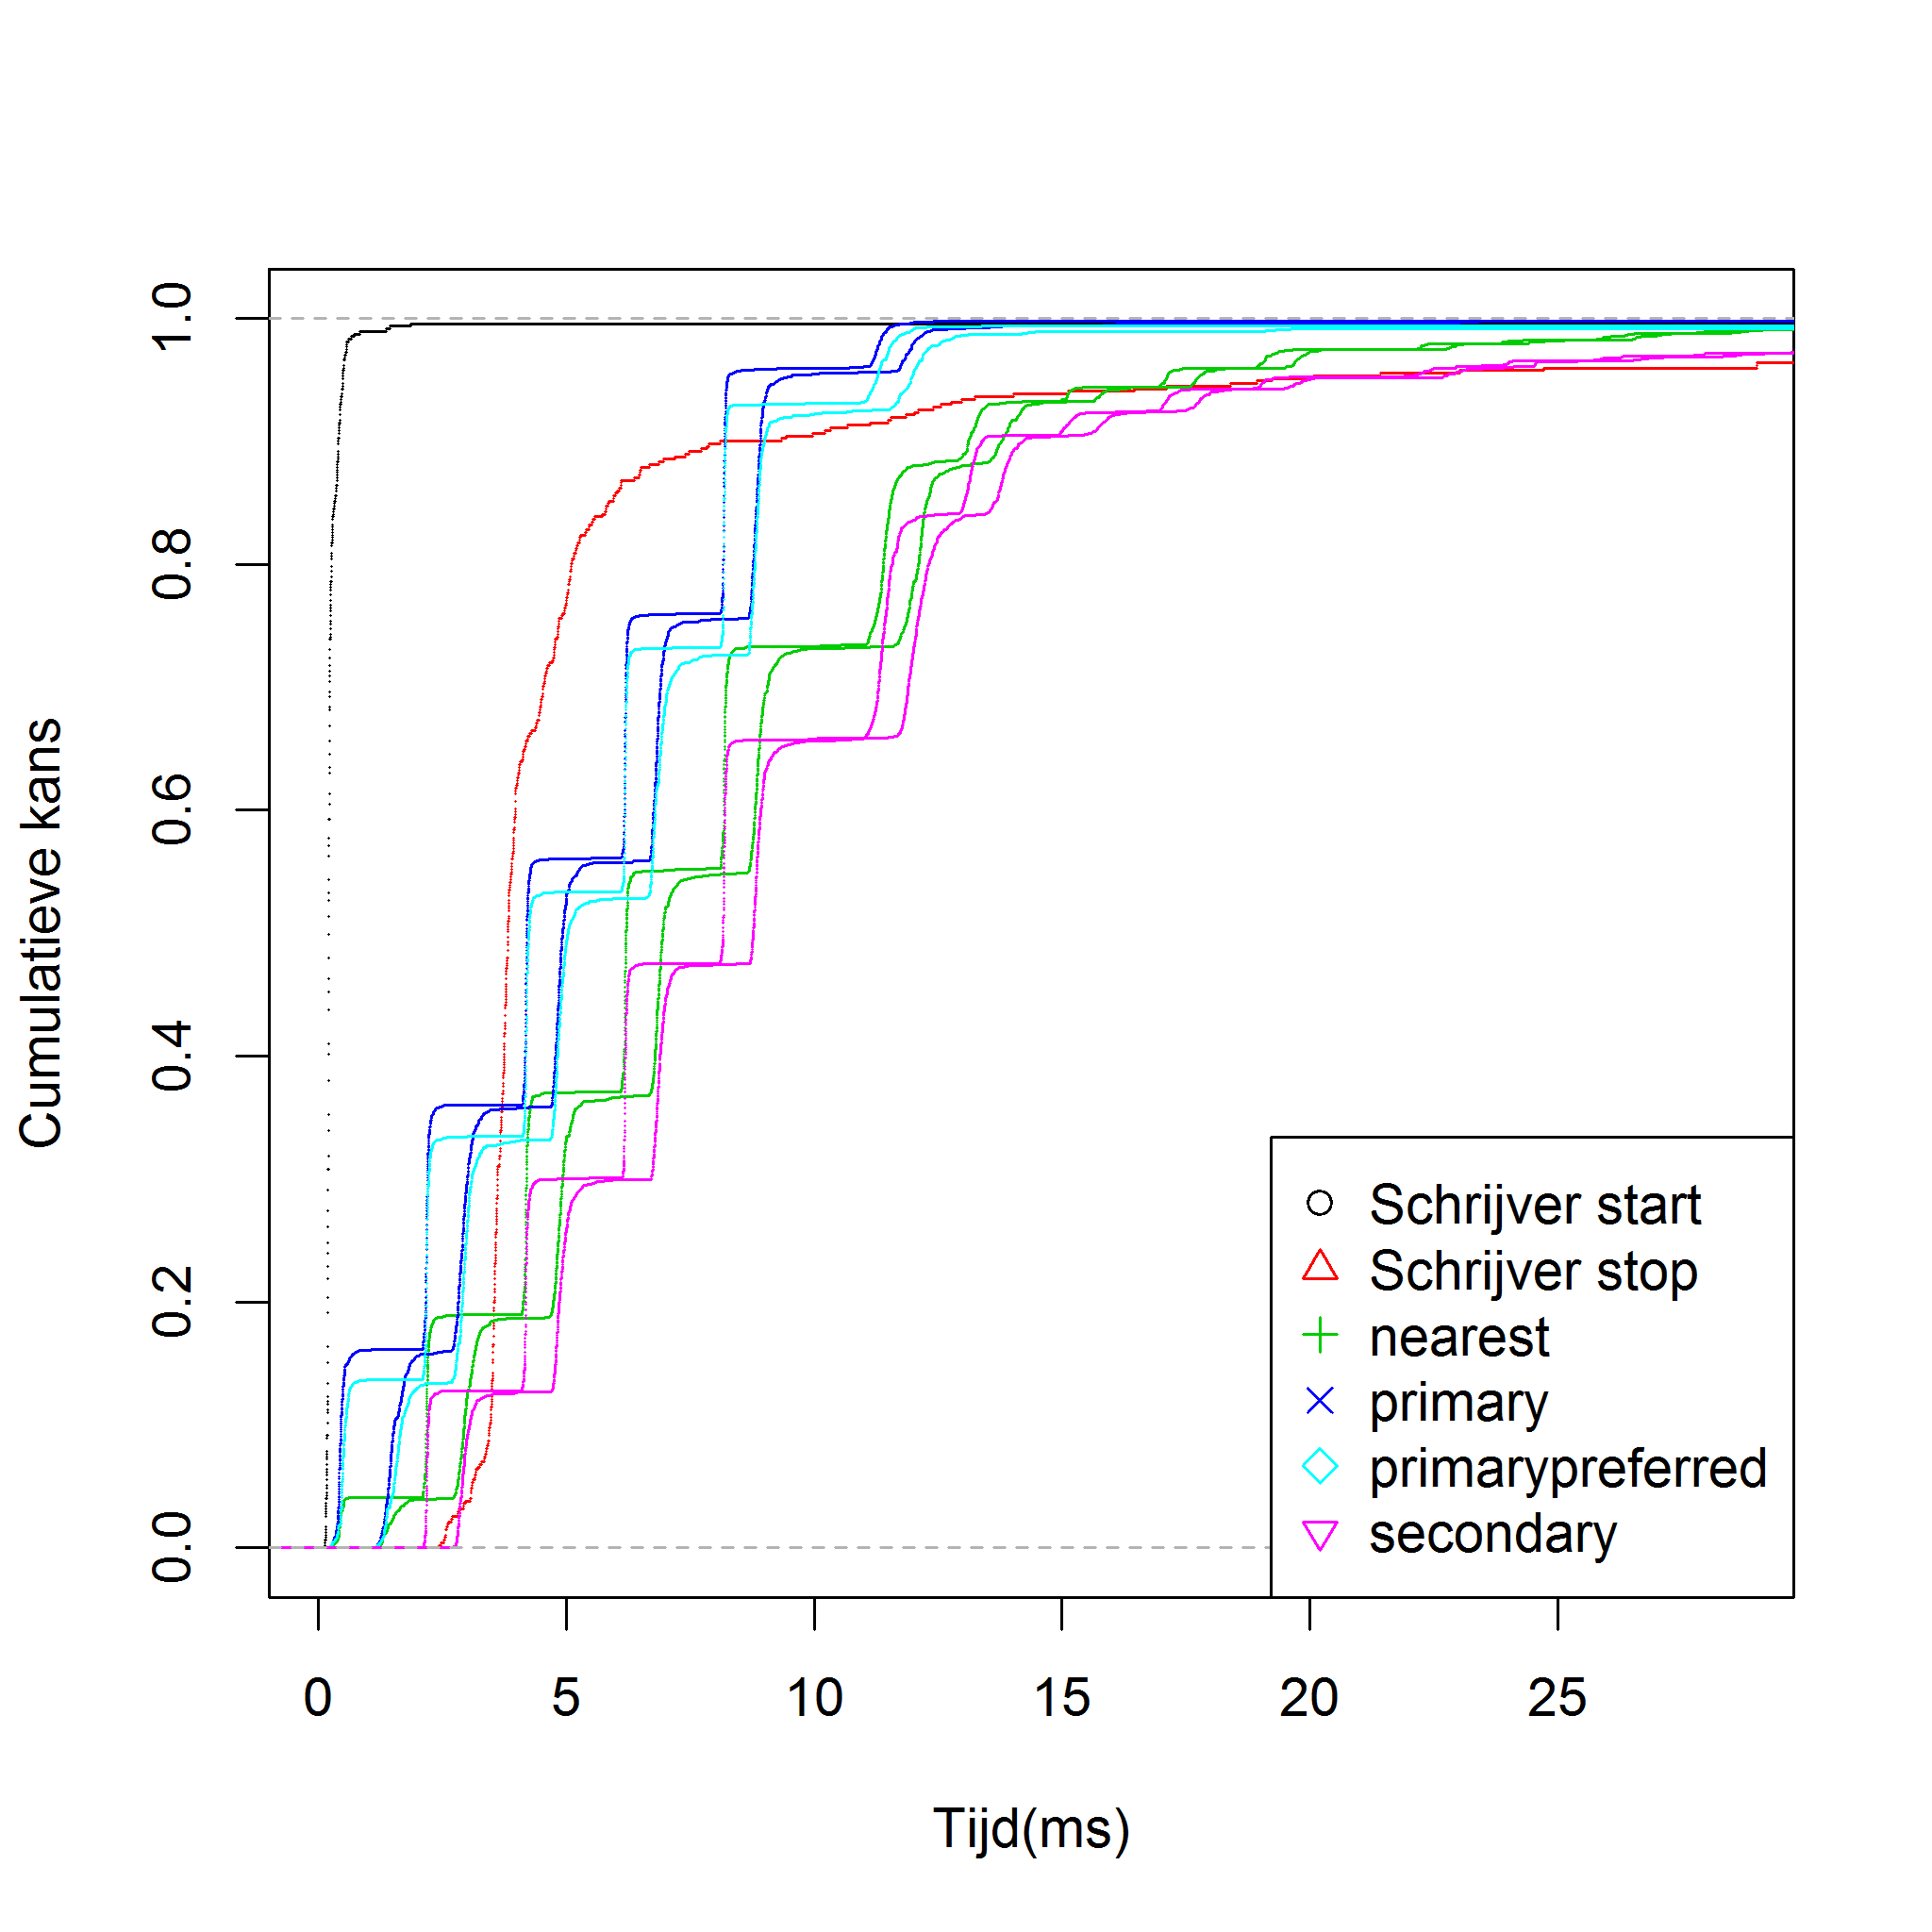 Cumulatieve kans
1.0
0.8
0.6
0.4
0.2
0.0
Schrijver start
Schrijver stop
nearest
primary
primarypreferred
secondary
0 5 10 15 20 25
Tijd(ms)